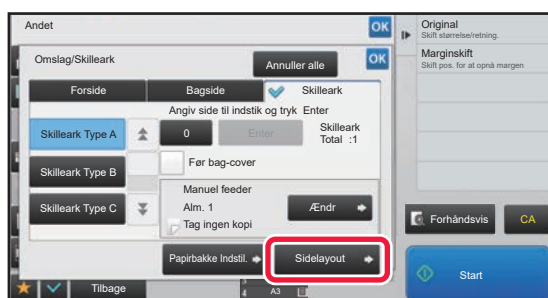 Andet
OK
Omslag/Skilleark
Annuller alle
OK
Forside
Bagside
Skilleark
Angiv side til indstik og tryk Enter
Skilleark Type A
0
Enter
Skilleark
Total :1
Skilleark Type B
Før bag-cover
Skilleark Type C
Manuel feeder
Alm. 1
Tag ingen kopi
Ændr
Papirbakke Indstil.
Sidelayout
Tilbage
4
A3
Original
Skift størrelse/retning.
Marginskift
Skift pos. for at opnå margen
Forhåndsvis
CA
Start